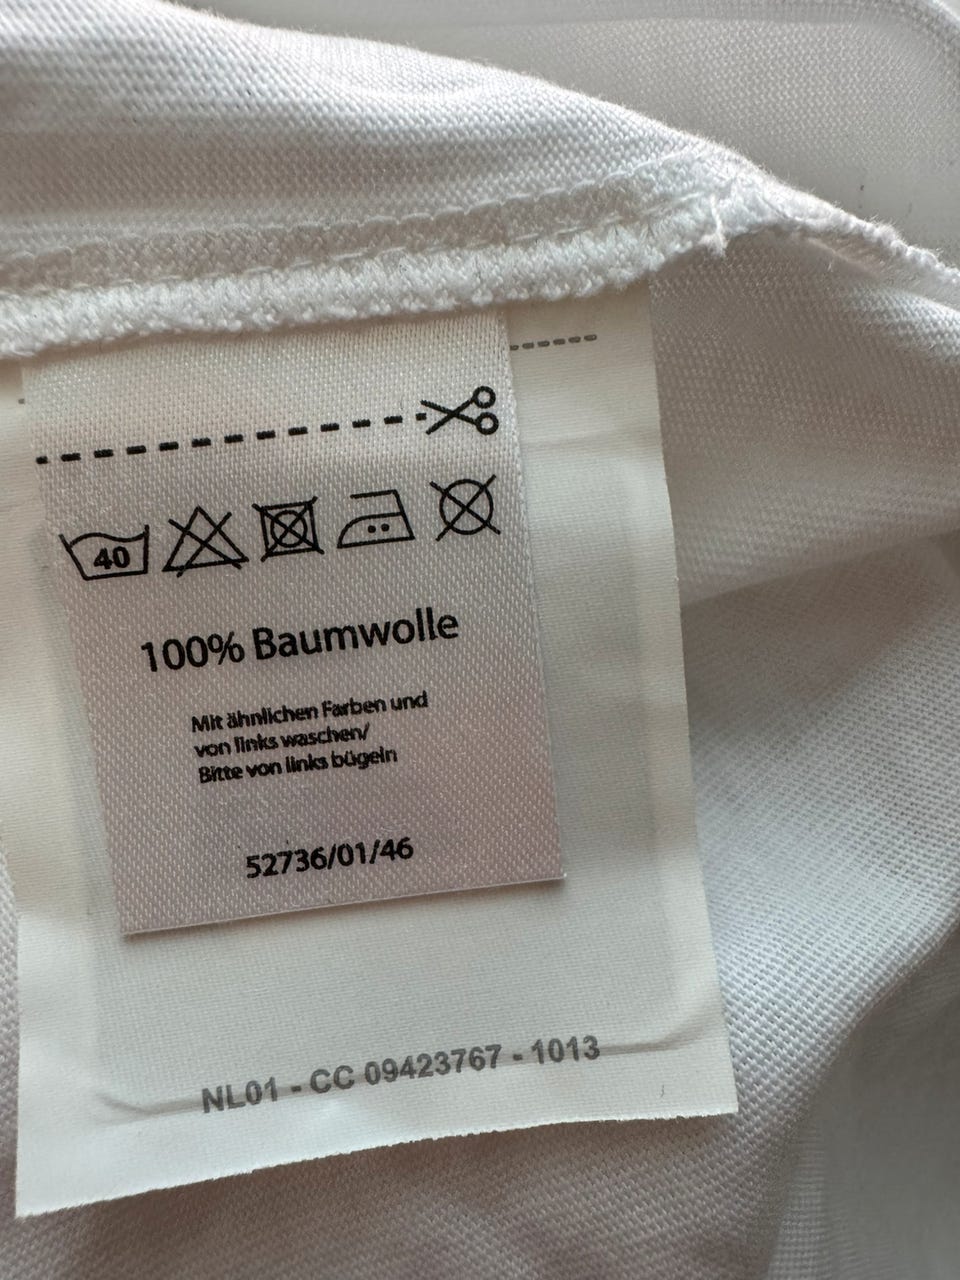 40
100% Baumwolle
Mit ähnlichen Farben und
von links waschen/
Bitte von links bügeln
52736/01/46
NL01 - CC 09423767 - 1013